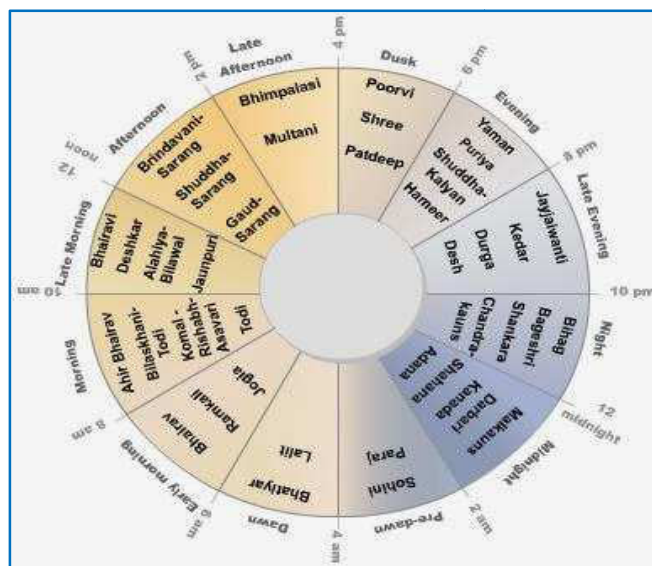 4 pm
Dusk
Poorvi
Shree
Patdeep
6 pm
Evening
Yaman
Puriya
Shuddha-
Kalyan
Hameer
8 pm
Late Evening
Jayjaiwanti
Kedar
Durga
Desh
10 pm
Night
Bihag
Bageshri
Shankara
Chandra-
kauns
12
midnight
Midnight
Malkauns
Darbari
Kanada
Shahana
Adana
2 am
Pre-dawn
Sohini
Paraj
4 am
Dawn
Bhatiyar
Lalit
6 am
Early morning
Bhairav
Ramkali
Jogia
8 am
Morning
Ahir Bhairav
Bilaskhani-
Todi
Komal -
Rishabh-
Asavari
Todi
10 am
Late Morning
Bhairavi
Deshkar
Alahiya-
Bilawal
Jaunpuri
12
noon
Afternoon
Brindavani-
Sarang
Shuddha-
Sarang
Gaud-
Sarang
2 pm
Late
Afternoon
Bhimpalasi
Multani